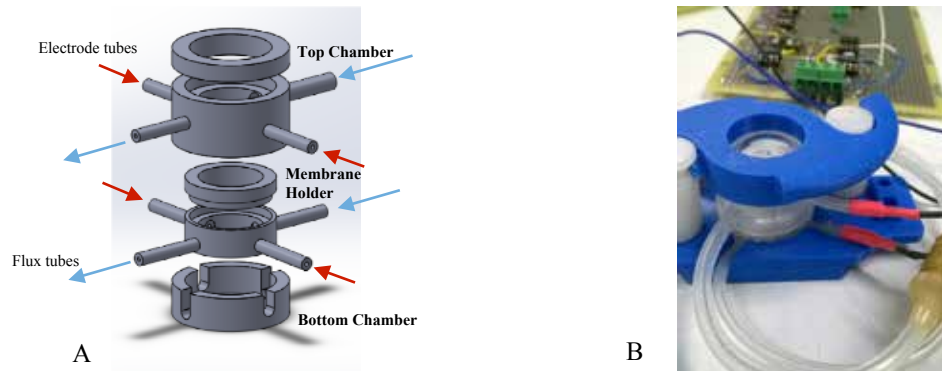 Electrode tubes
Top Chamber
Membrane
Holder
Flux tubes
Bottom Chamber
A
B